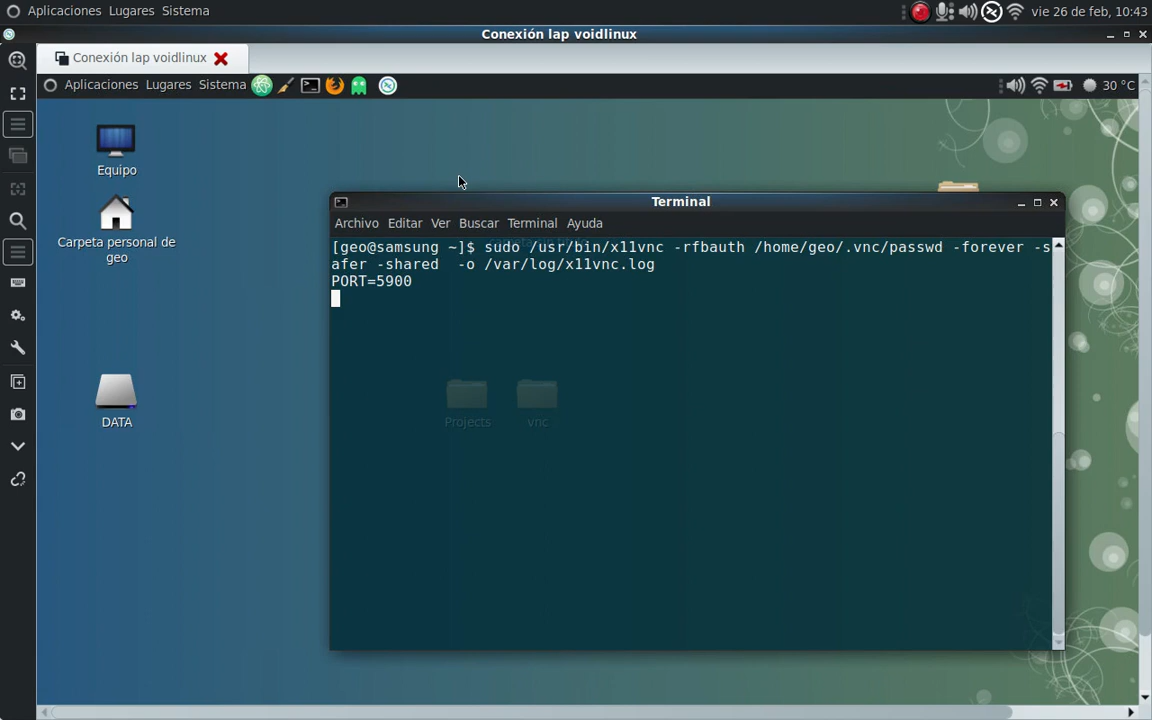 Aplicaciones Lugares Sistema
vie 26 de feb, 10:43
Conexión lap voidlinux
Conexión lap voidlinux
Aplicaciones Lugares Sistema
30 °C
Equipo
Carpeta personal de
geo
DATA
Terminal
Archivo Editar Ver Buscar Terminal Ayuda
[geo@samsung ~]$ sudo /usr/bin/x11vnc -rfbauth /home/geo/.vnc/passwd -forever -s
afer -shared  -o /var/log/x11vnc.log
PORT=5900
Projects
vnc